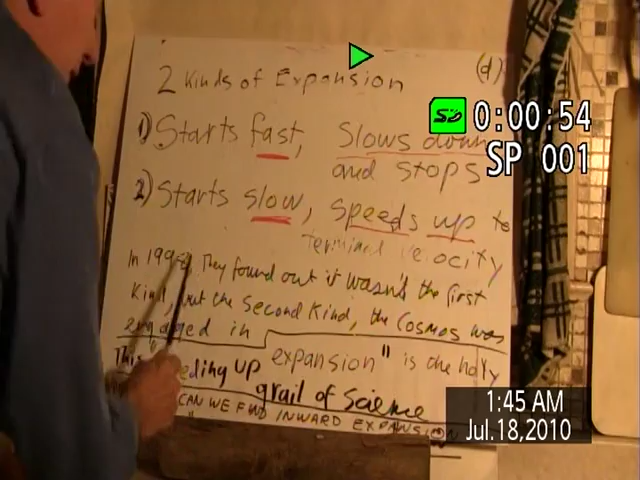 2 Kinds of Expansion (d)
SD 0:00:54
SP 001
1) Starts fast, Slows down
and stops
2) Starts slow, speeds up to
terminal velocity
In 199 They found out it wasn't the first
Kind, but the Second Kind, the Cosmos was
engaged in
This eeding up expansion" is the holy
grail of Science
CAN WE FIND INWARD EXPANSION
1:45 AM
Jul.18,2010